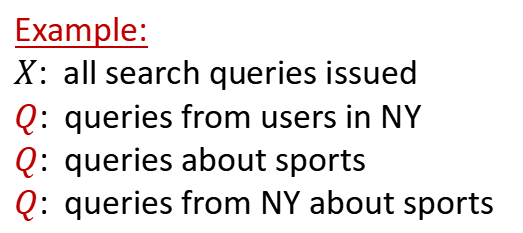 Example:
X: all search queries issued
Q: queries from users in NY
Q: queries about sports
Q: queries from NY about sports